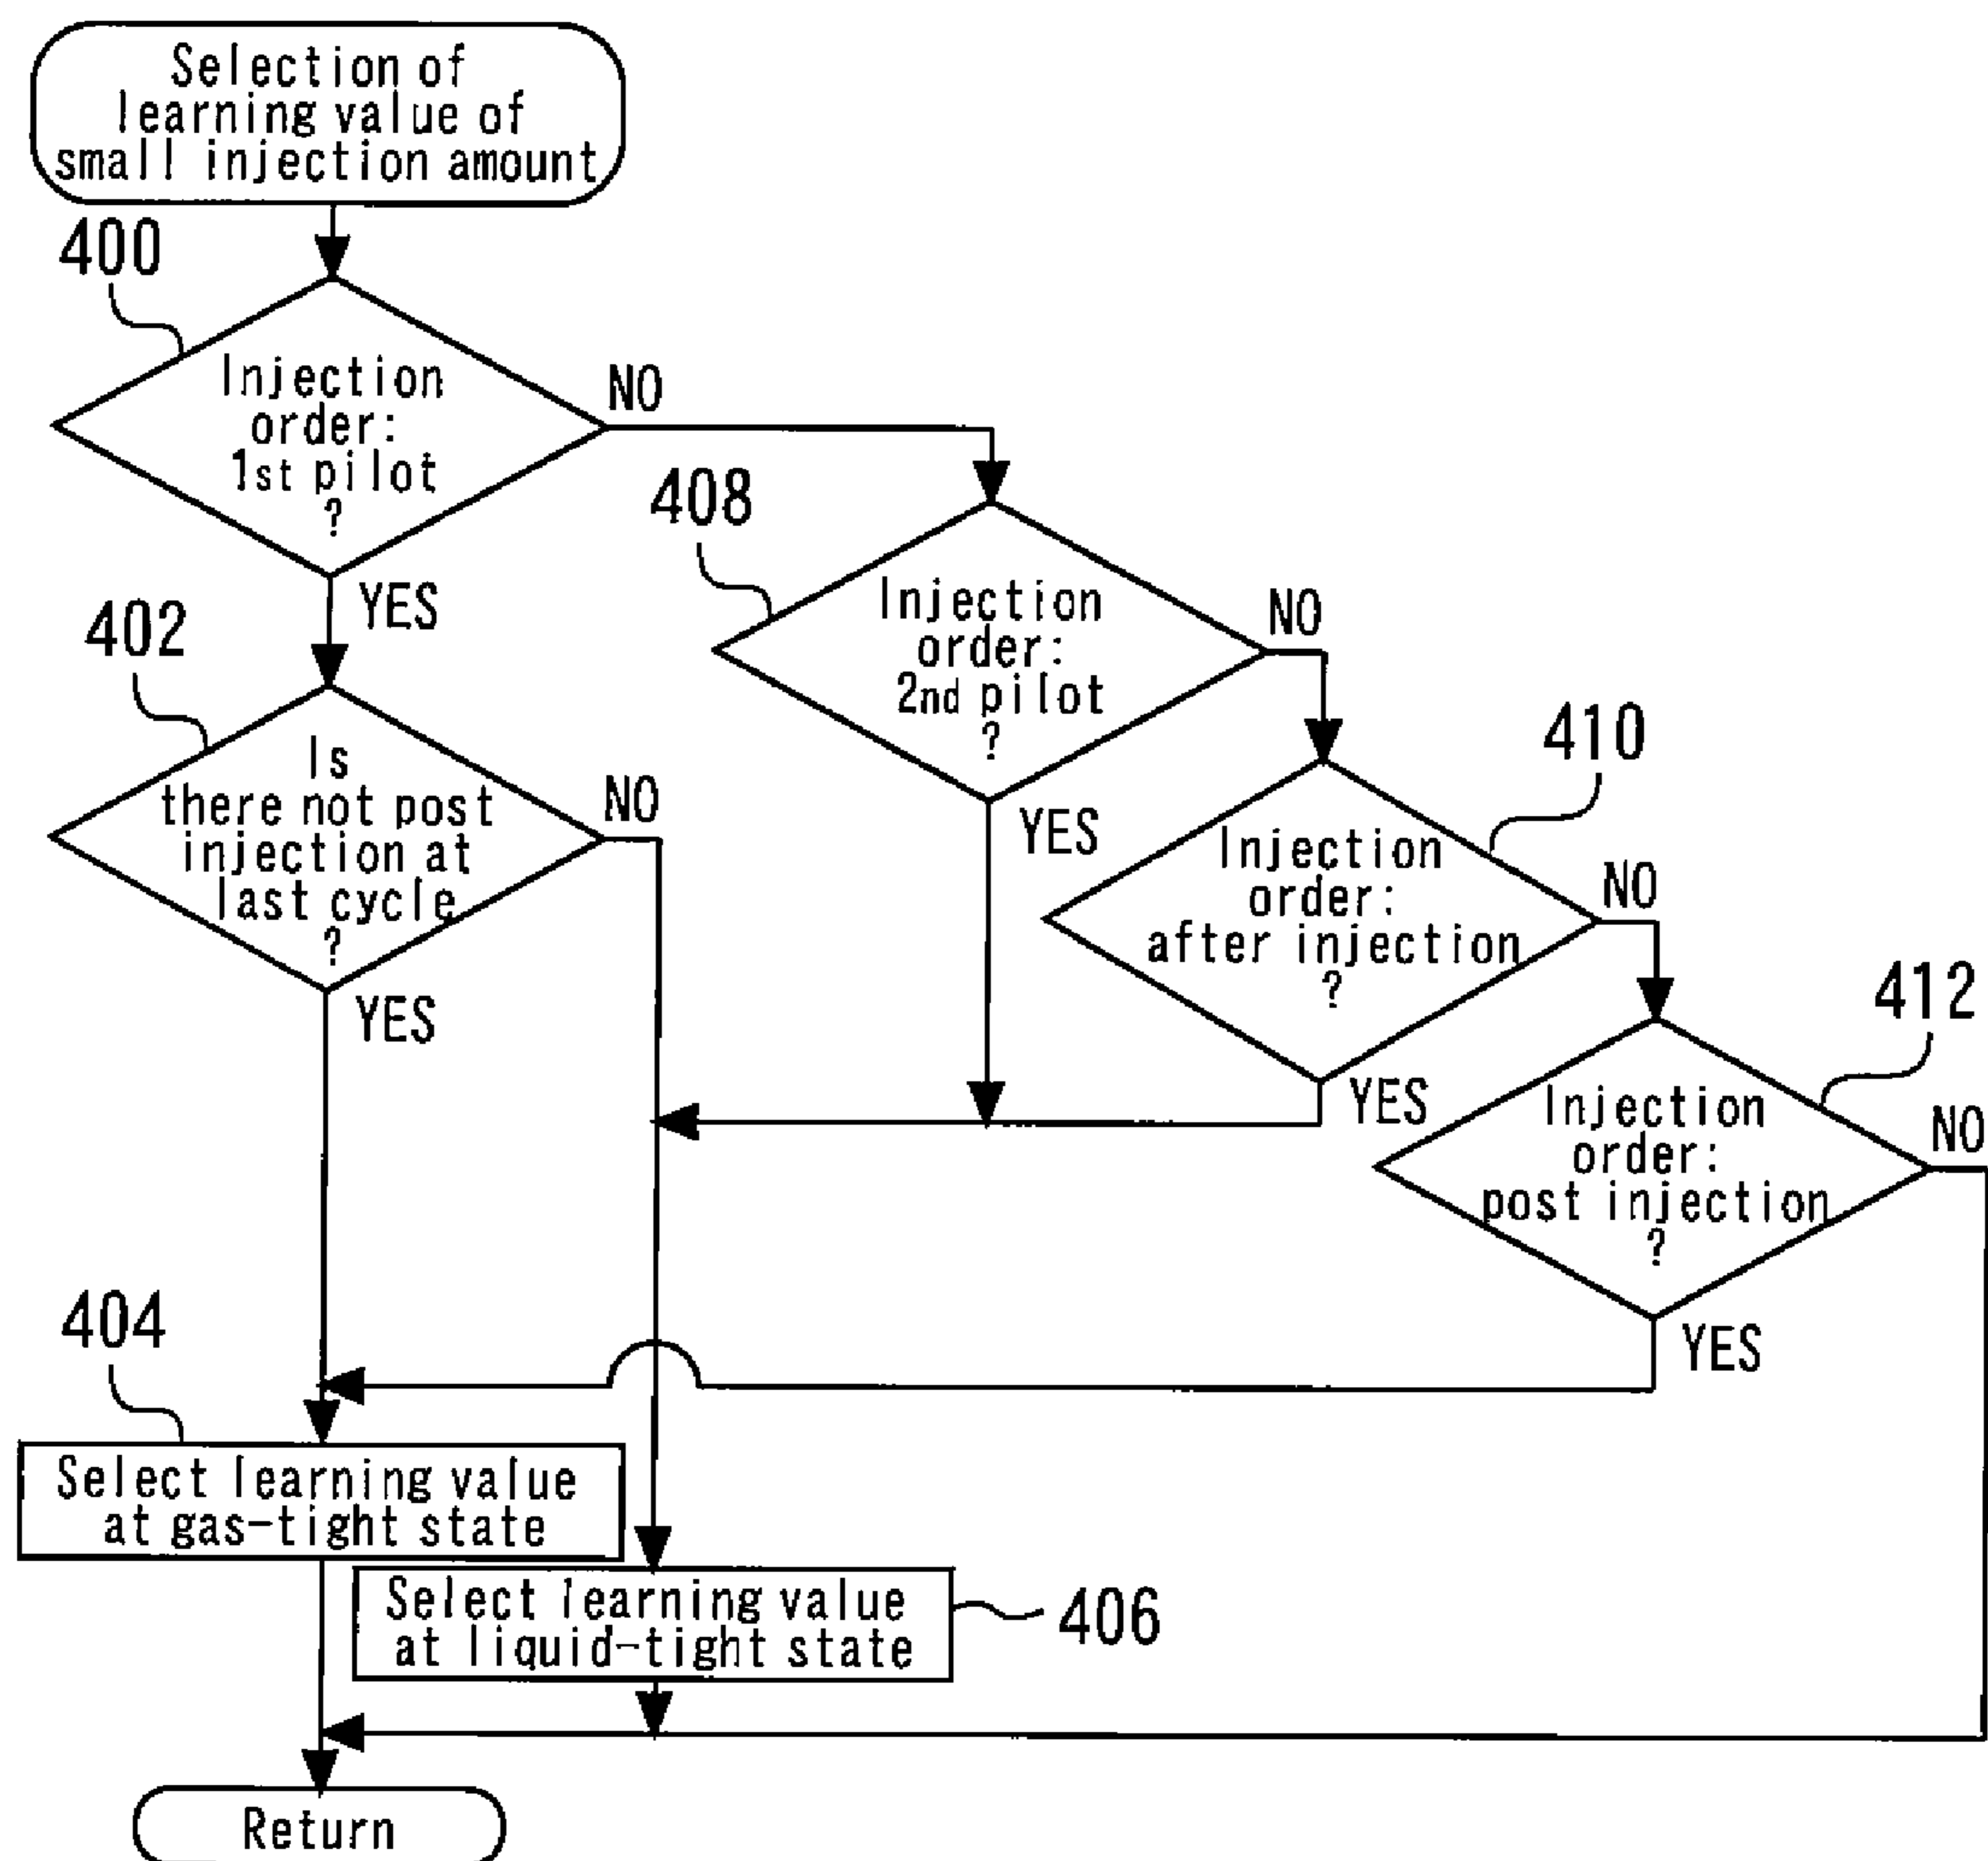 Selection of
learning value of
small injection amount
400
Injection
order:
1st pilot
?
NO
YES
408
Injection
order:
2nd pilot
?
NO
YES
402
Is
there not post
injection at
last cycle
?
NO
YES
410
Injection
order:
after injection
?
NO
YES
412
Injection
order:
post injection
?
NO
YES
404
Select learning value
at gas-tight state
Select learning value
at liquid-tight state
406
Return